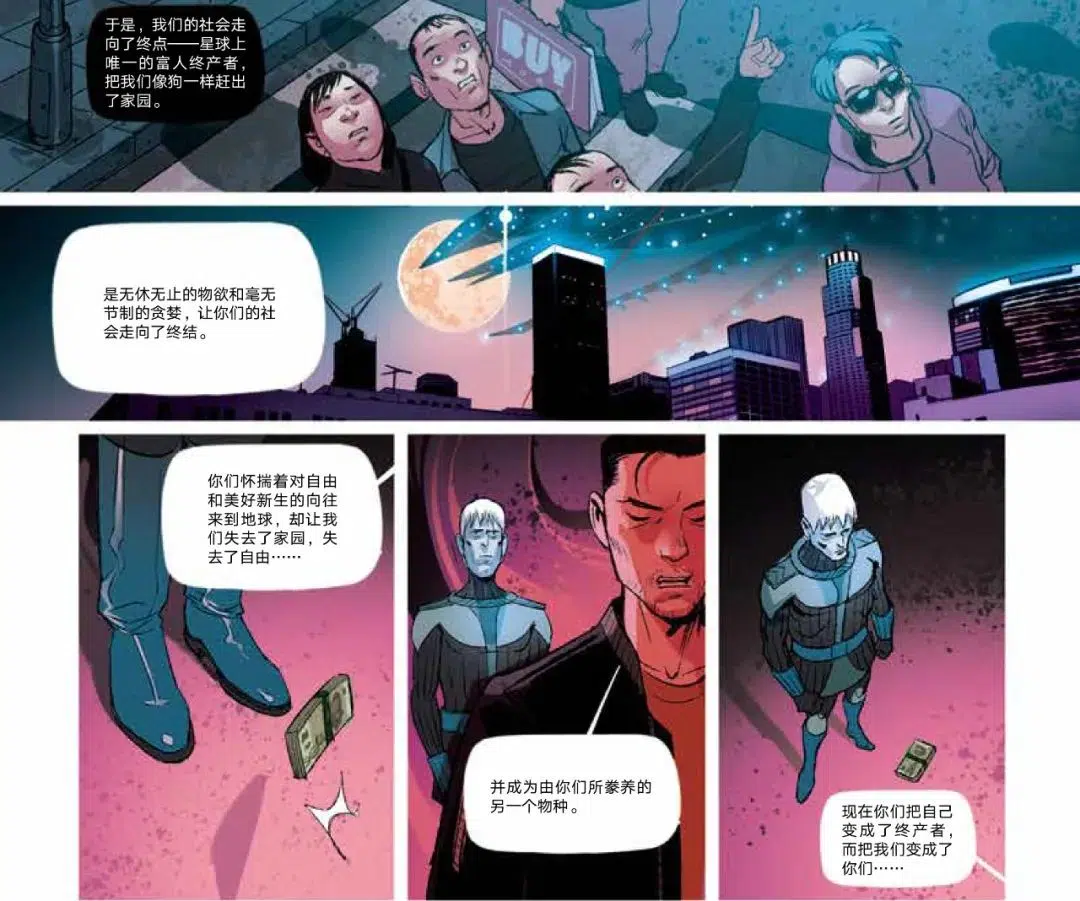 于是，我们的社会走
向了终点——星球上
唯一的富人终产者，
把我们像狗一样赶出
了家园。
BUY
是无休无止的物欲和毫无
节制的贪婪，让你们的社
会走向了终结。
你们怀揣着对自由
和美好新生的向往
来到地球，却让我
们失去了家园，失
去了自由……
并成为由你们所豢养的
另一个物种。
现在你们把自己
变成了终产者，
而把我们变成了
你们……